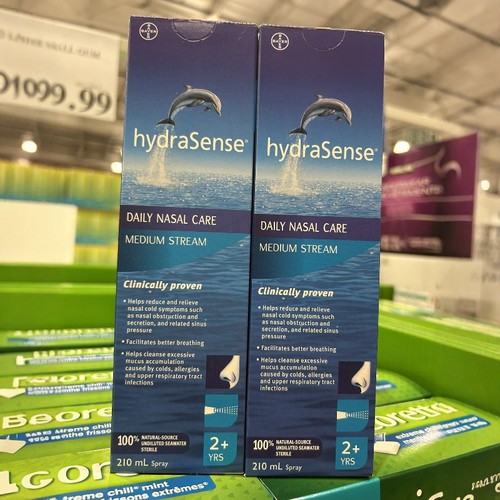 1099.99
BAYER
hydraSense®
DAILY NASAL CARE
MEDIUM STREAM
Clinically proven
• Helps reduce and relieve
nasal cold symptoms such
as nasal obstruction and
secretion, and related sinus
pressure
• Facilitates better breathing
• Helps cleanse excessive
mucus accumulation
caused by colds, allergies
and upper respiratory tract
infections
100% NATURAL-SOURCE
UNDILUTED SEAWATER
STERILE
2+
YRS
210 mL Spray
BAYER
hydraSense®
DAILY NASAL CARE
MEDIUM STREAM
Clinically proven
• Helps reduce and relieve
nasal cold symptoms such
as nasal obstruction and
secretion, and related sinus
pressure
• Facilitates better breathing
• Helps cleanse excessive
mucus accumulation
caused by colds, allergies
and upper respiratory tract
infections
100% NATURAL-SOURCE
UNDILUTED SEAWATER
STERILE
2+
YRS
210 mL Spray